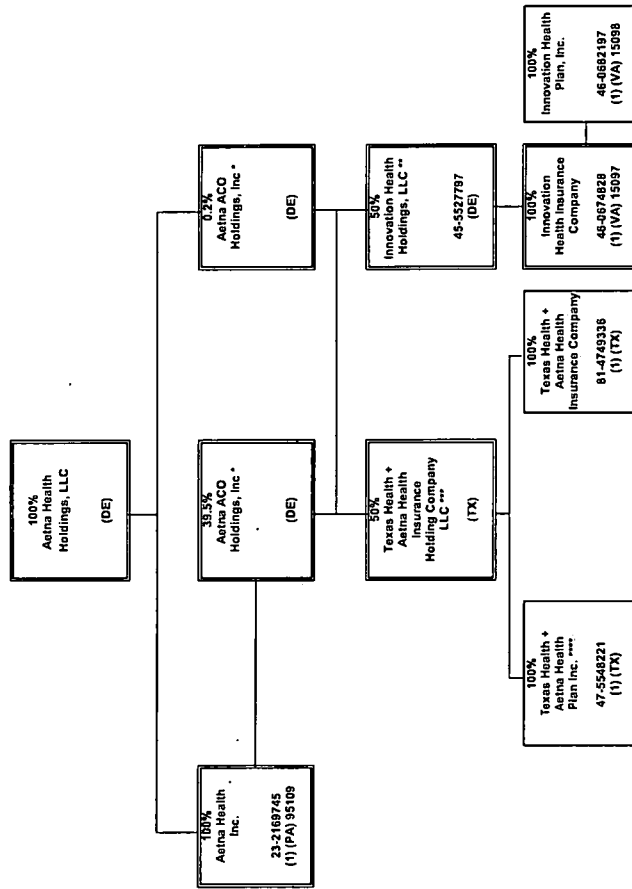 100%
Aetna Health
Holdings, LLC
(DE)
100%
Aetna Health
Inc.
23-2169745
(1) (PA) 95109
39.5%
Aetna ACO
Holdings, Inc *
(DE)
0.2%
Aetna ACO
Holdings, Inc *
(DE)
50%
Texas Health +
Aetna Health
Insurance
Holding Company
LLC ***
(TX)
50%
Innovation Health
Holdings, LLC **
45-5527797
(DE)
100%
Texas Health +
Aetna Health
Plan Inc. ****
47-5548221
(1) (TX)
100%
Texas Health +
Aetna Health
Insurance Company
81-4749336
(1) (TX)
100%
Innovation
Health Insurance
Company
46-0674828
(1) (VA) 15097
100%
Innovation Health
Plan, Inc.
46-0682197
(1) (VA) 15098